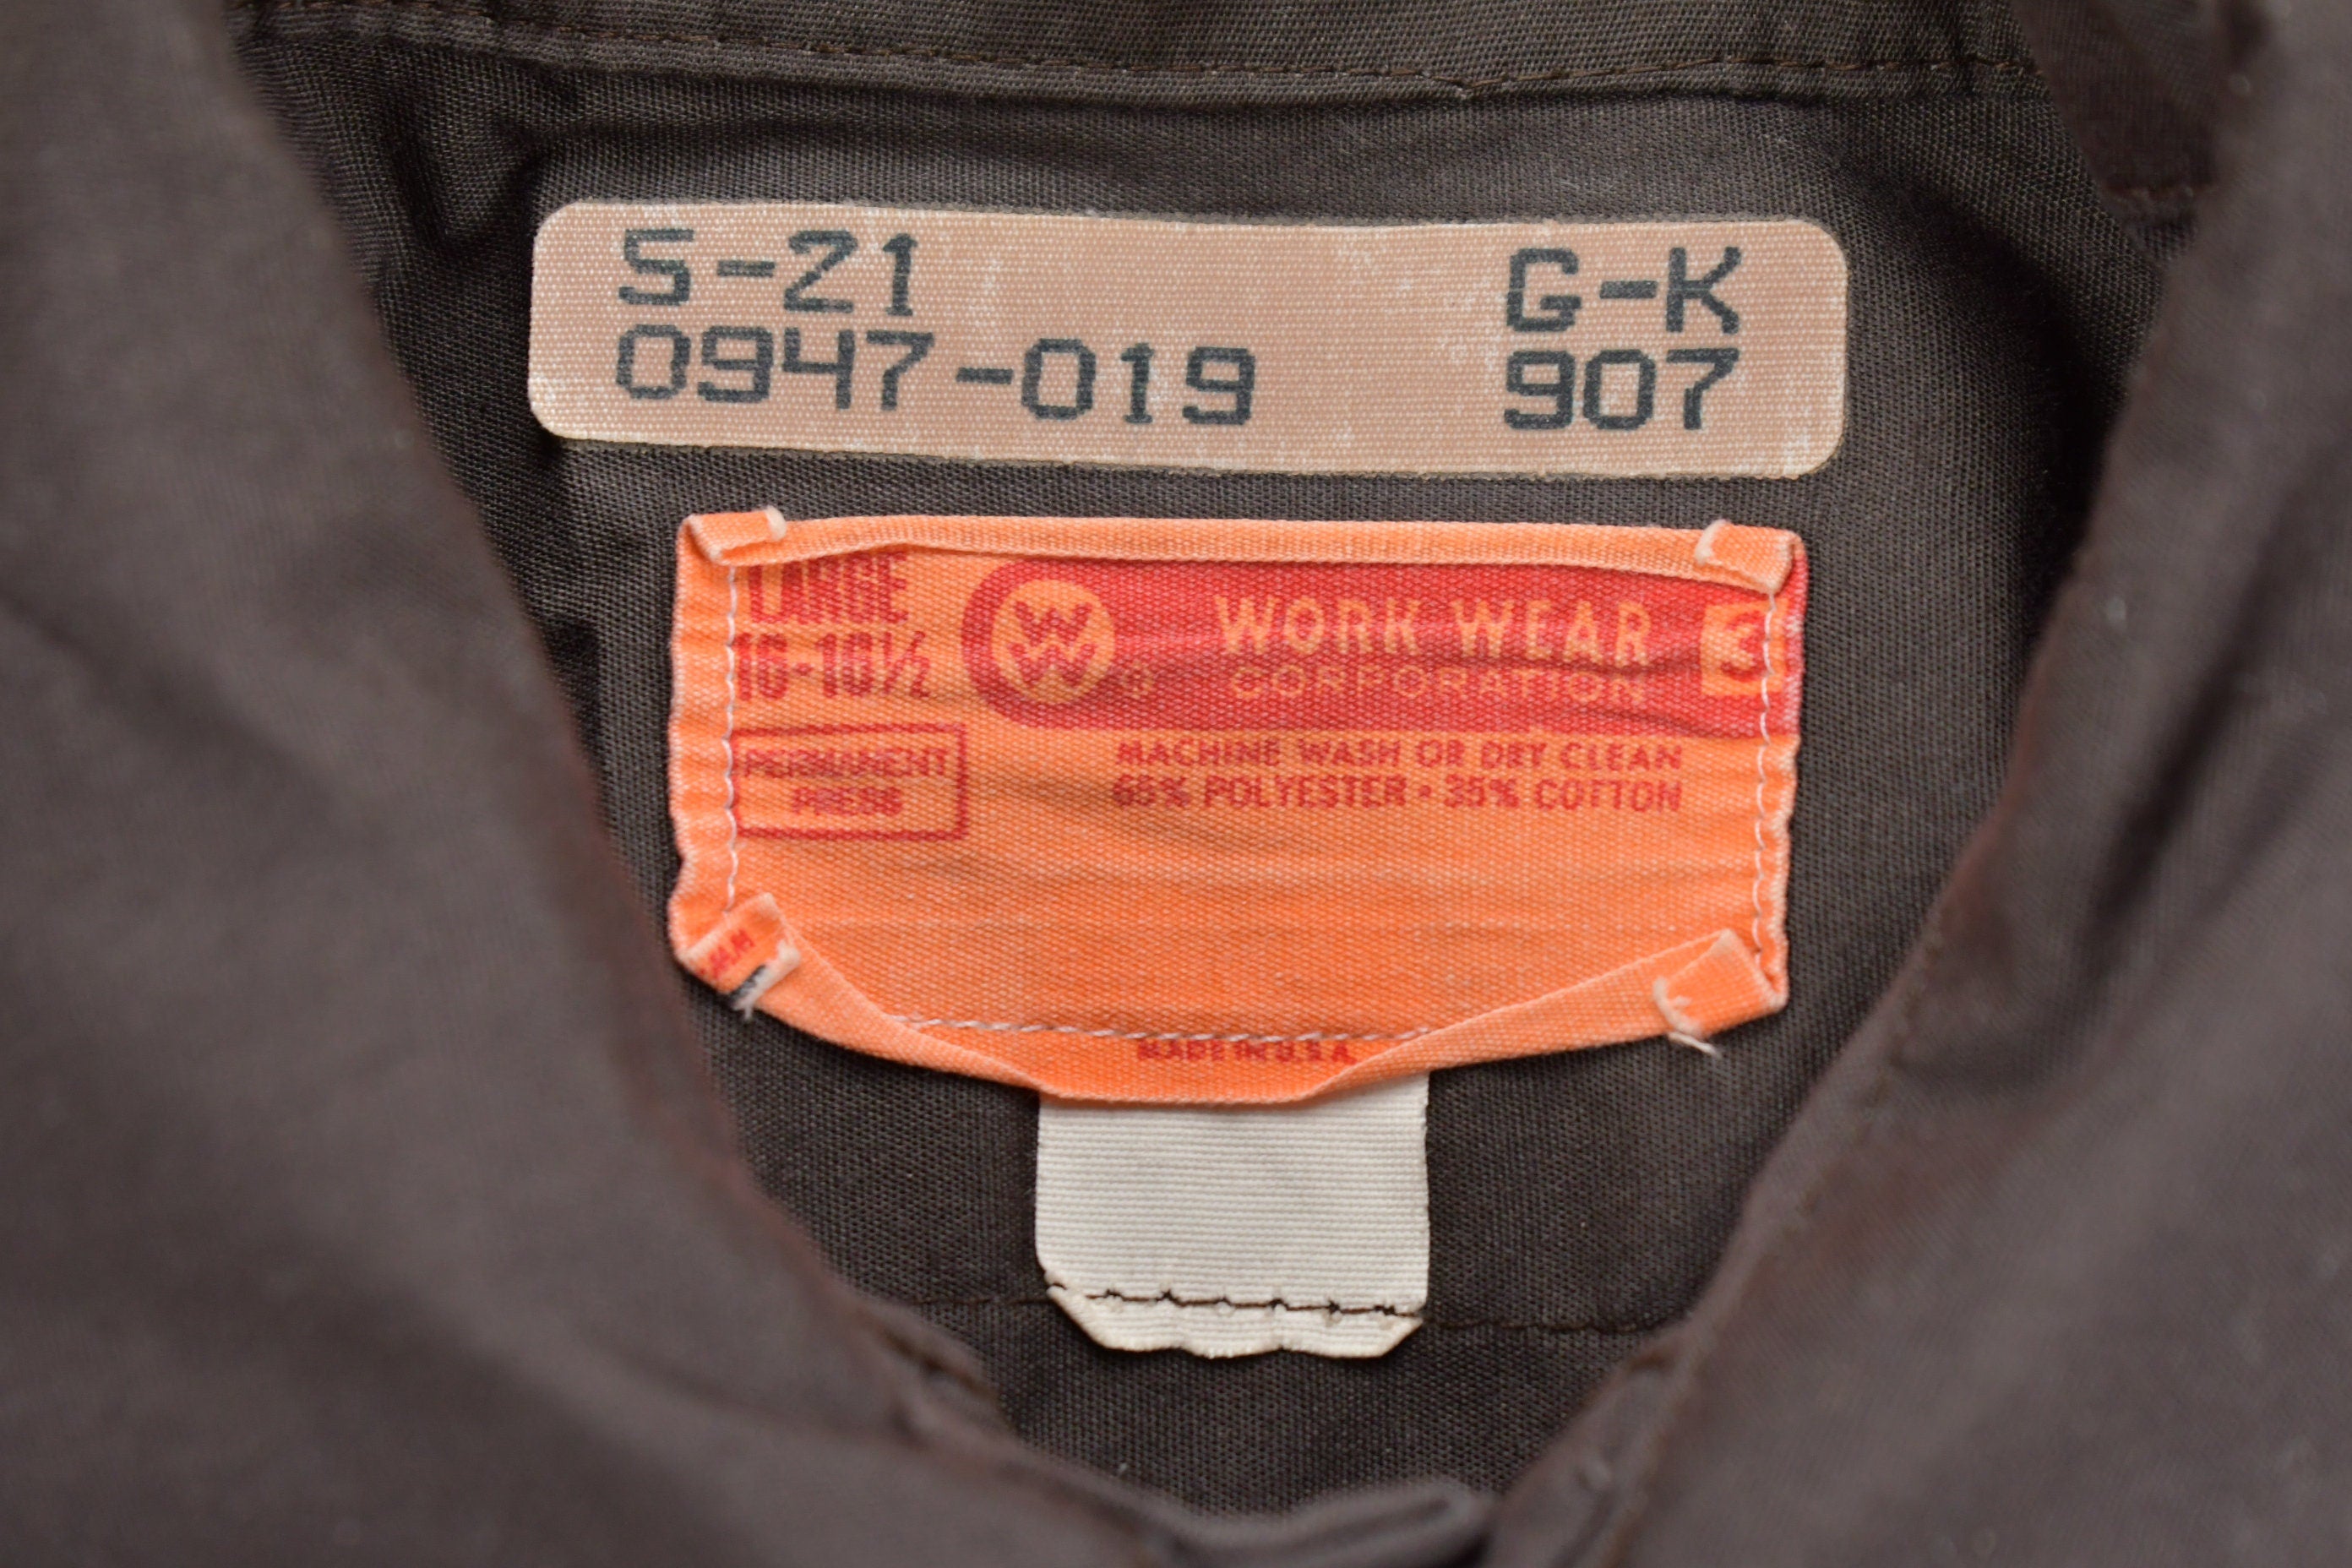 S-21 G-K
0947-019 907
LARGE
16-16½
WW ® WORK WEAR 3
CORPORATION
PERMANENT
PRESS
MACHINE WASH OR DRY CLEAN
65% POLYESTER • 35% COTTON
MADE IN U.S.A.